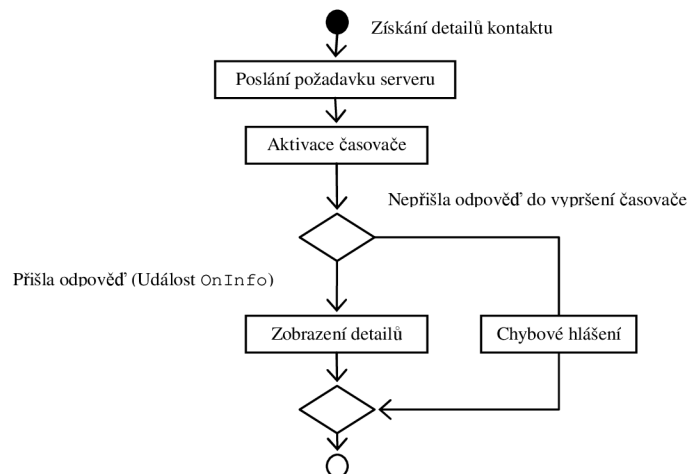 Získání detailů kontaktu
Poslání požadavku serveru
Aktivace časovače
Nepřišla odpověď do vypršení časovače
Přišla odpověď (Událost OnInfo)
Zobrazení detailů
Chybové hlášení